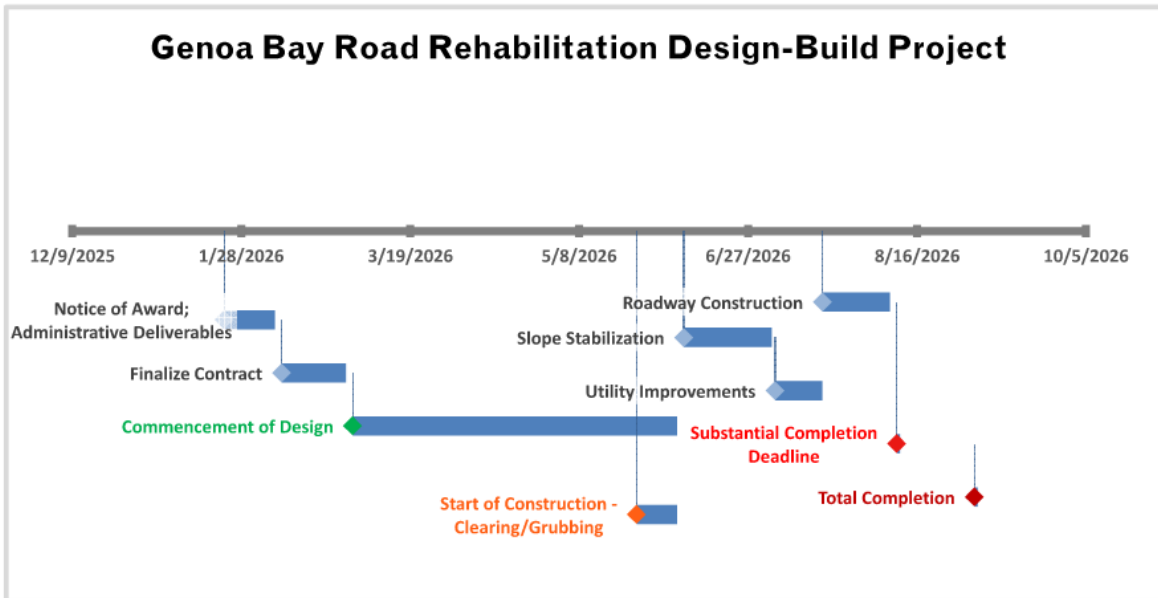 Genoa Bay Road Rehabilitation Design-Build Project
12/9/2025
1/28/2026
3/19/2026
5/8/2026
6/27/2026
8/16/2026
10/5/2026
Notice of Award;
Administrative Deliverables
Roadway Construction
Slope Stabilization
Finalize Contract
Utility Improvements
Commencement of Design
Substantial Completion
Deadline
Total Completion
Start of Construction -
Clearing/Grubbing